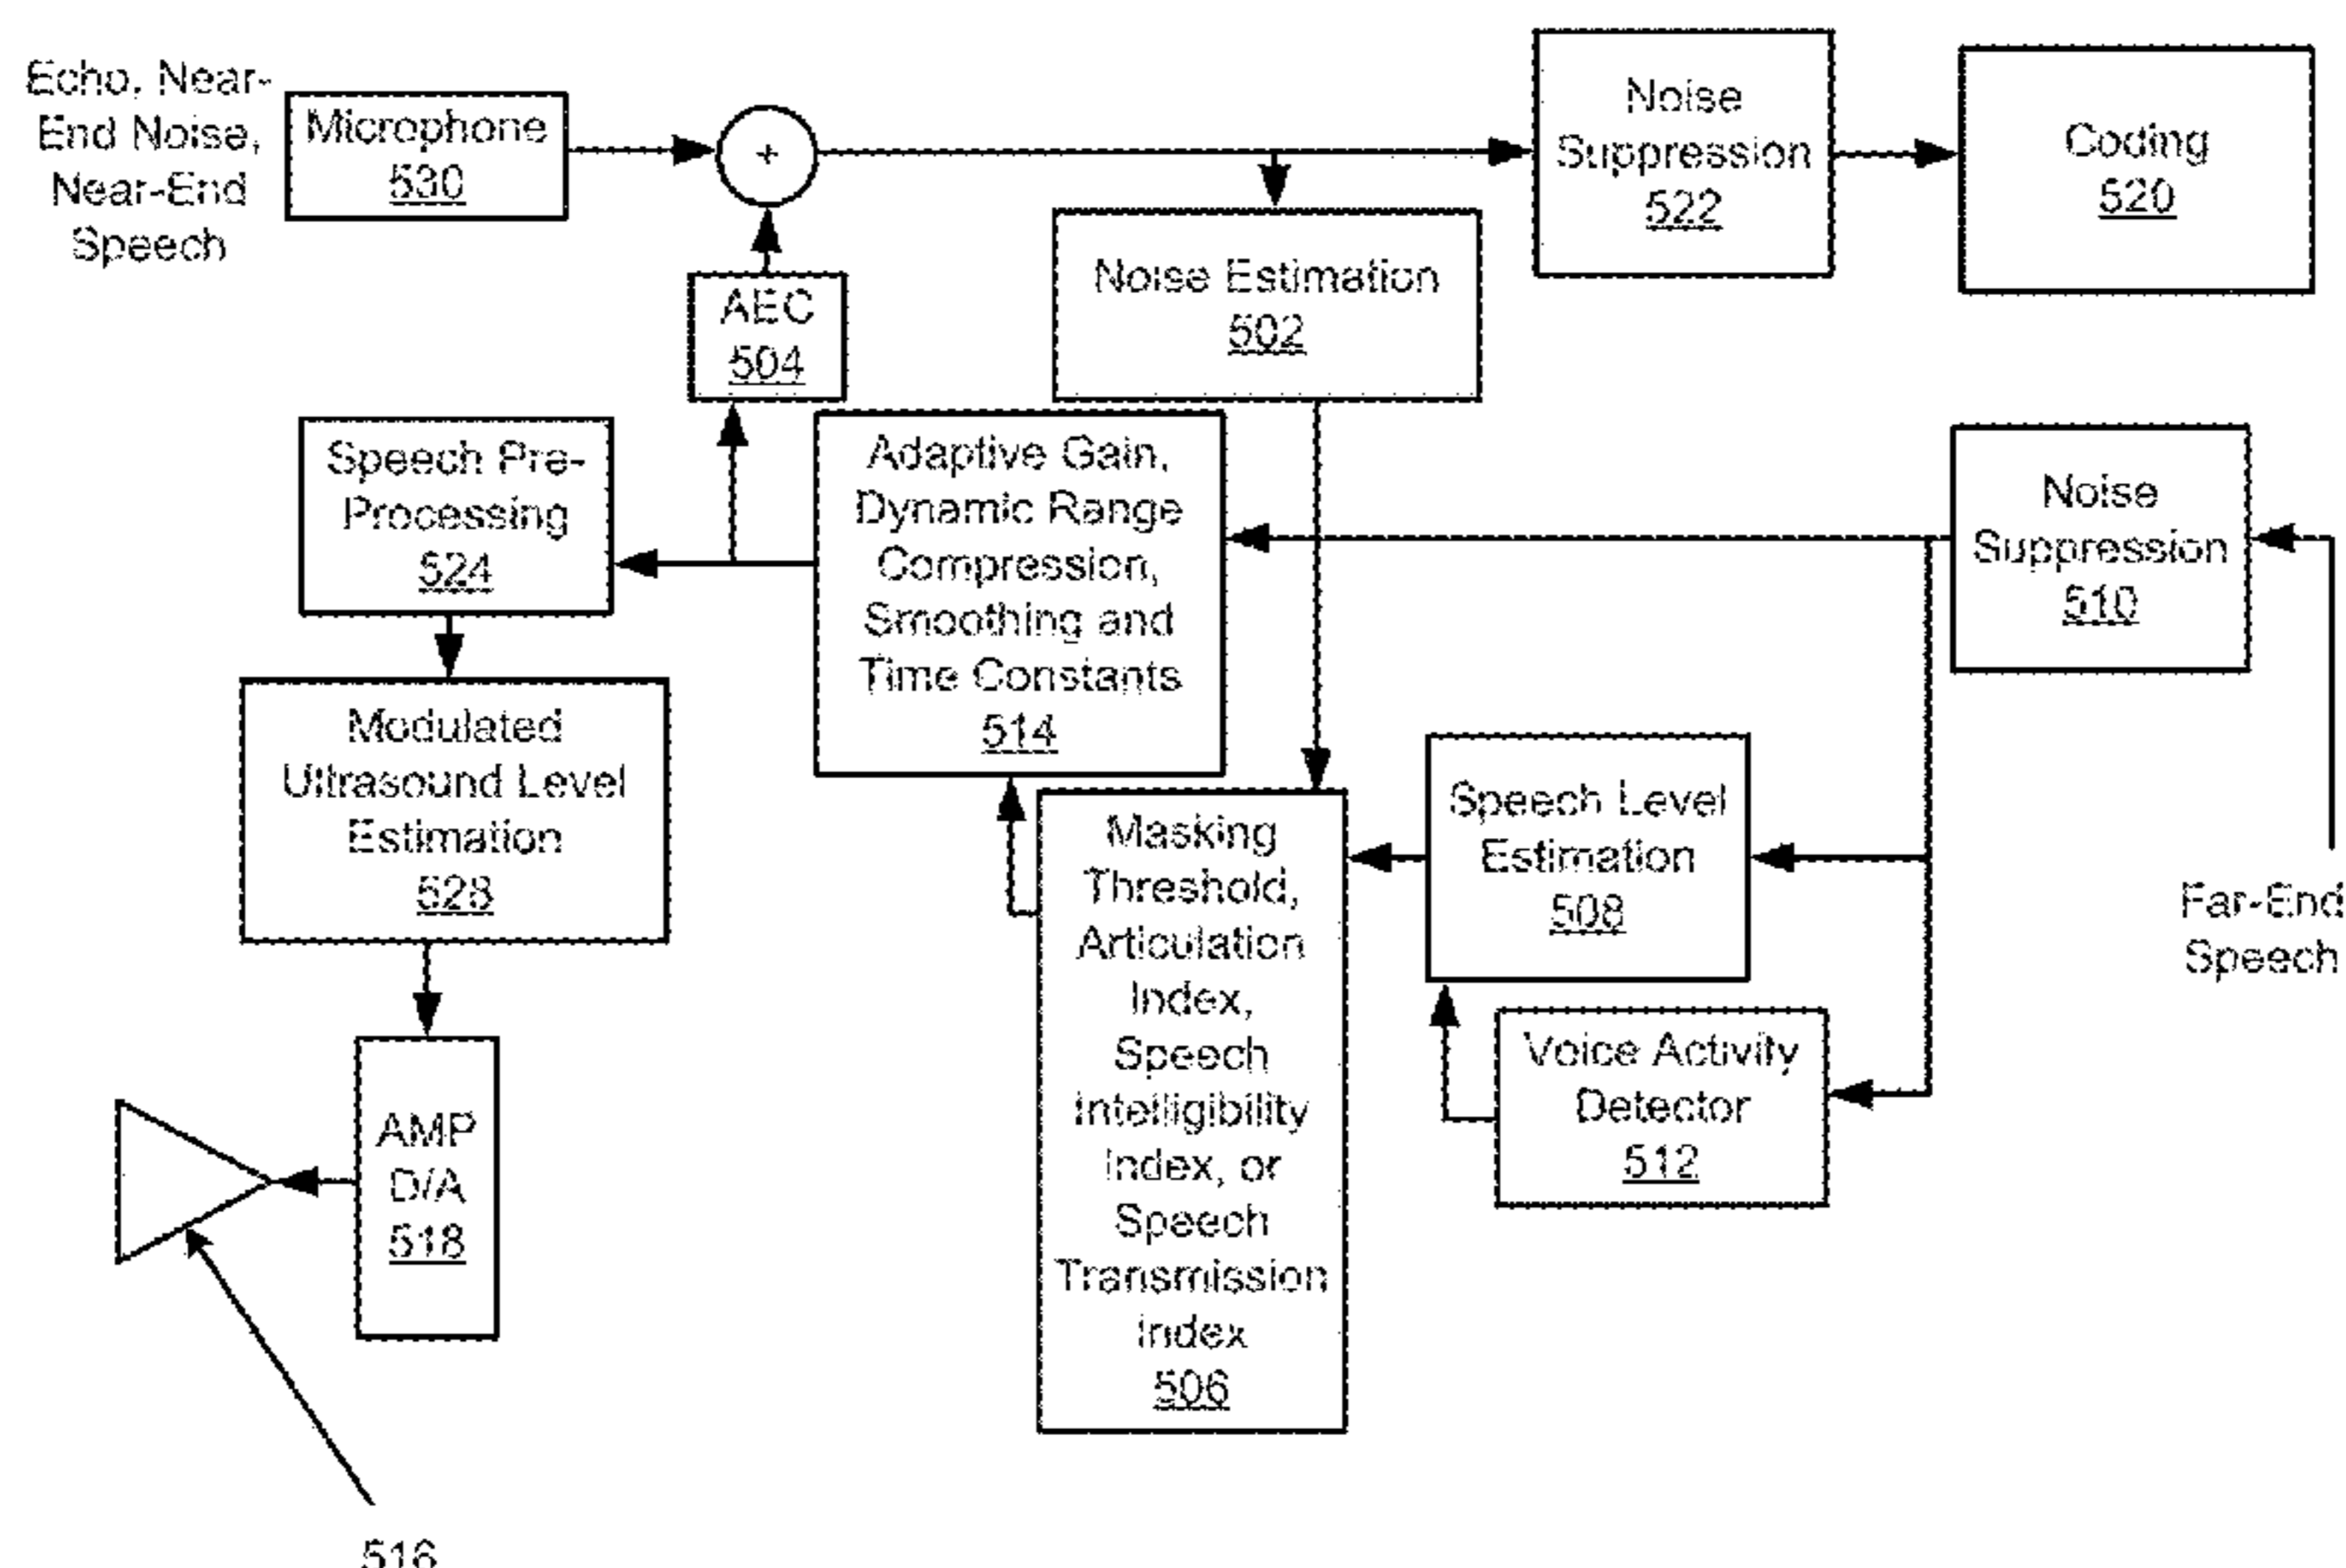 Echo, Near-
End Noise,
Near-End
Speech
Microphone
530
+
Noise
Suppression
522
Coding
520
AEC
504
Noise Estimation
502
Speech Pre-
Processing
524
Adaptive Gain,
Dynamic Range
Compression,
Smoothing and
Time Constants
514
Noise
Suppression
510
Modulated
Ultrasound Level
Estimation
528
Masking
Threshold,
Articulation
Index,
Speech
Intelligibility
Index, or
Speech
Transmission
Index
506
Speech Level
Estimation
508
Far-End
Speech
Voice Activity
Detector
512
AMP
D/A
518
516